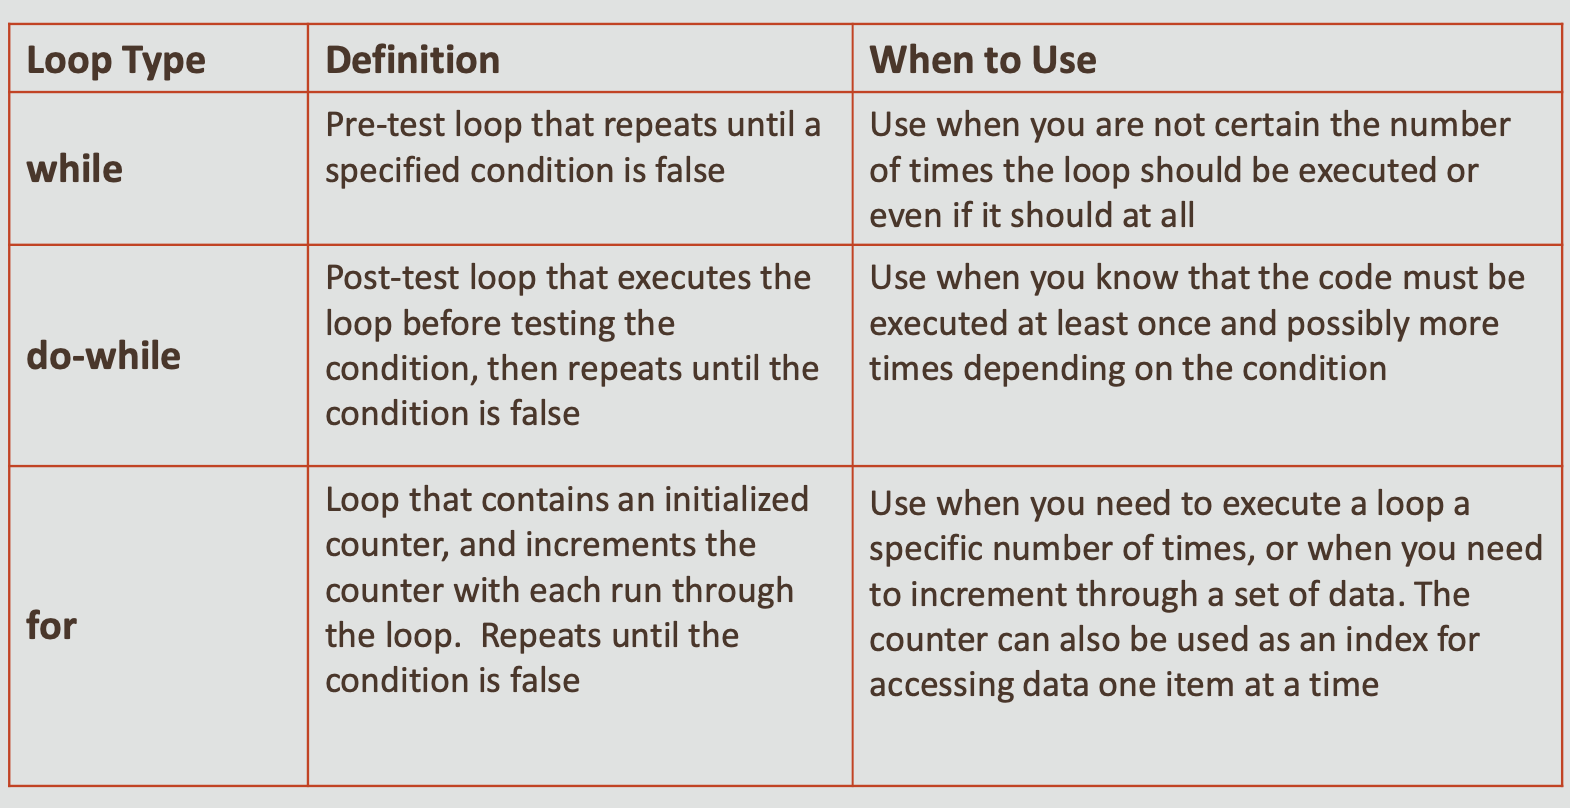 Loop Type
Definition
When to Use
while
Pre-test loop that repeats until a
specified condition is false
Use when you are not certain the number
of times the loop should be executed or
even if it should at all
do-while
Post-test loop that executes the
loop before testing the
condition, then repeats until the
condition is false
Use when you know that the code must be
executed at least once and possibly more
times depending on the condition
for
Loop that contains an initialized
counter, and increments the
counter with each run through
the loop.  Repeats until the
condition is false
Use when you need to execute a loop a
specific number of times, or when you need
to increment through a set of data. The
counter can also be used as an index for
accessing data one item at a time